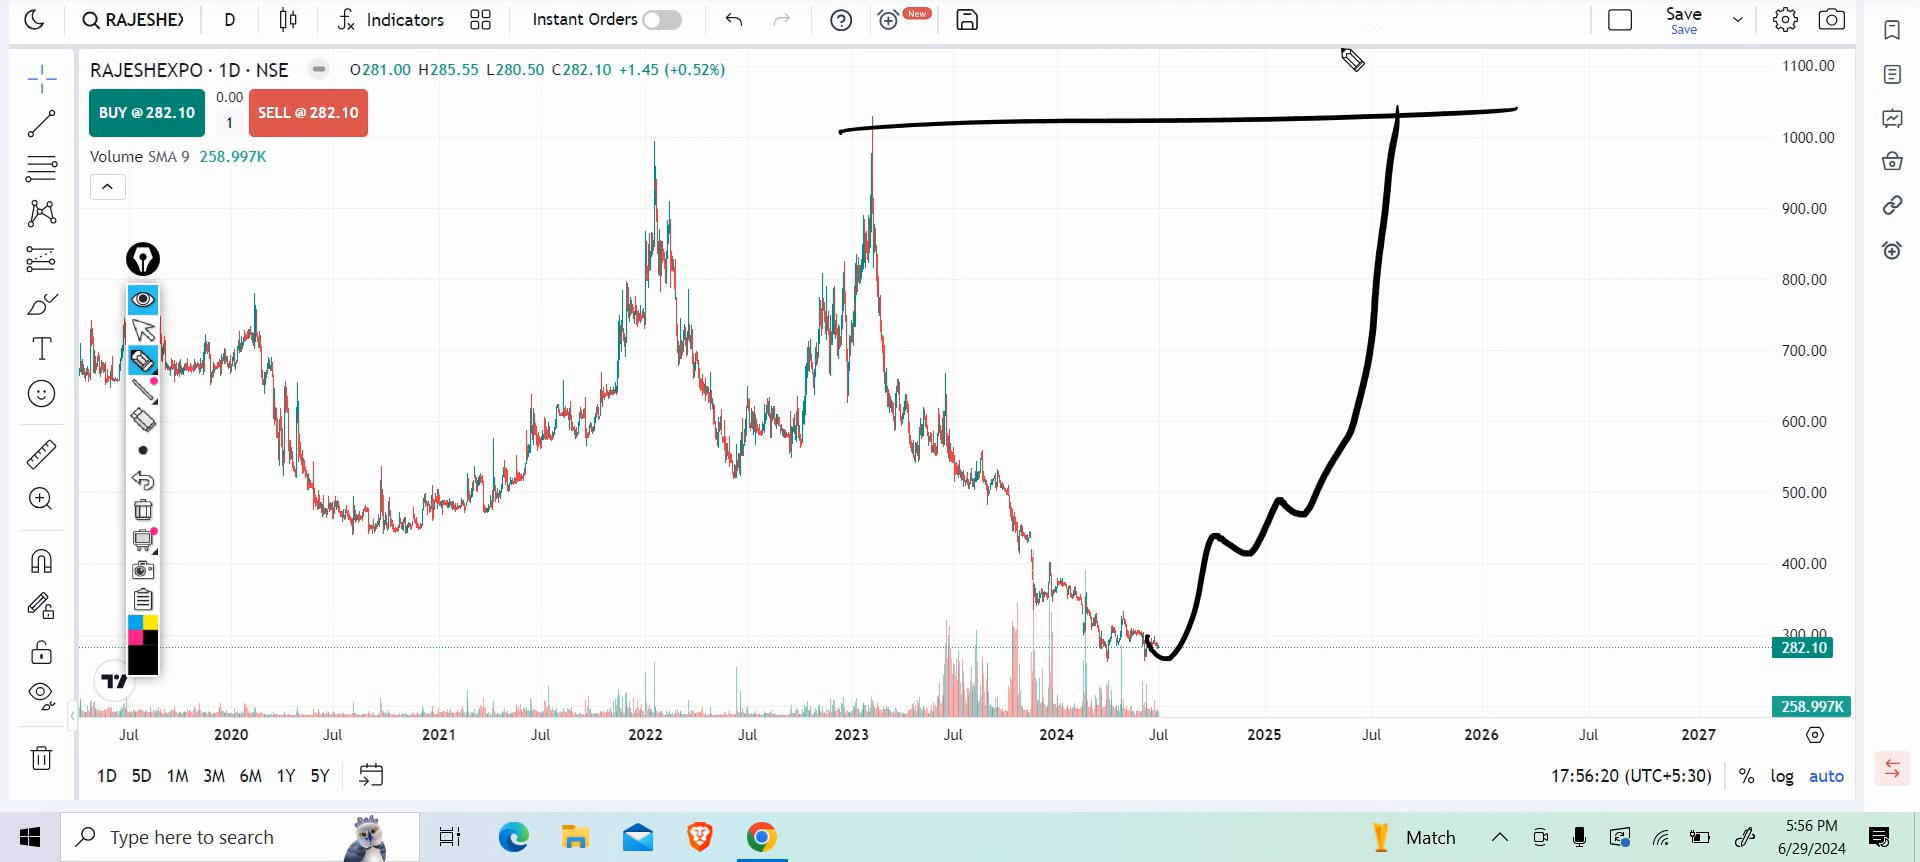 RAJESHEX
D
Indicators
Instant Orders
New
Save
Save
RAJESHEXPO · 1D · NSE
O281.00 H285.55 L280.50 C282.10 +1.45 (+0.52%)
BUY @ 282.10
0.00
1
SELL @ 282.10
Volume SMA 9 258.997K
1100.00
1000.00
900.00
800.00
700.00
600.00
500.00
400.00
300.00
282.10
258.997K
Jul 2020 Jul 2021 Jul 2022 Jul 2023 Jul 2024 Jul 2025 Jul 2026 Jul 2027
1D 5D 1M 3M 6M 1Y 5Y
17:56:20 (UTC+5:30) % log auto
Type here to search
Match
5:56 PM
6/29/2024